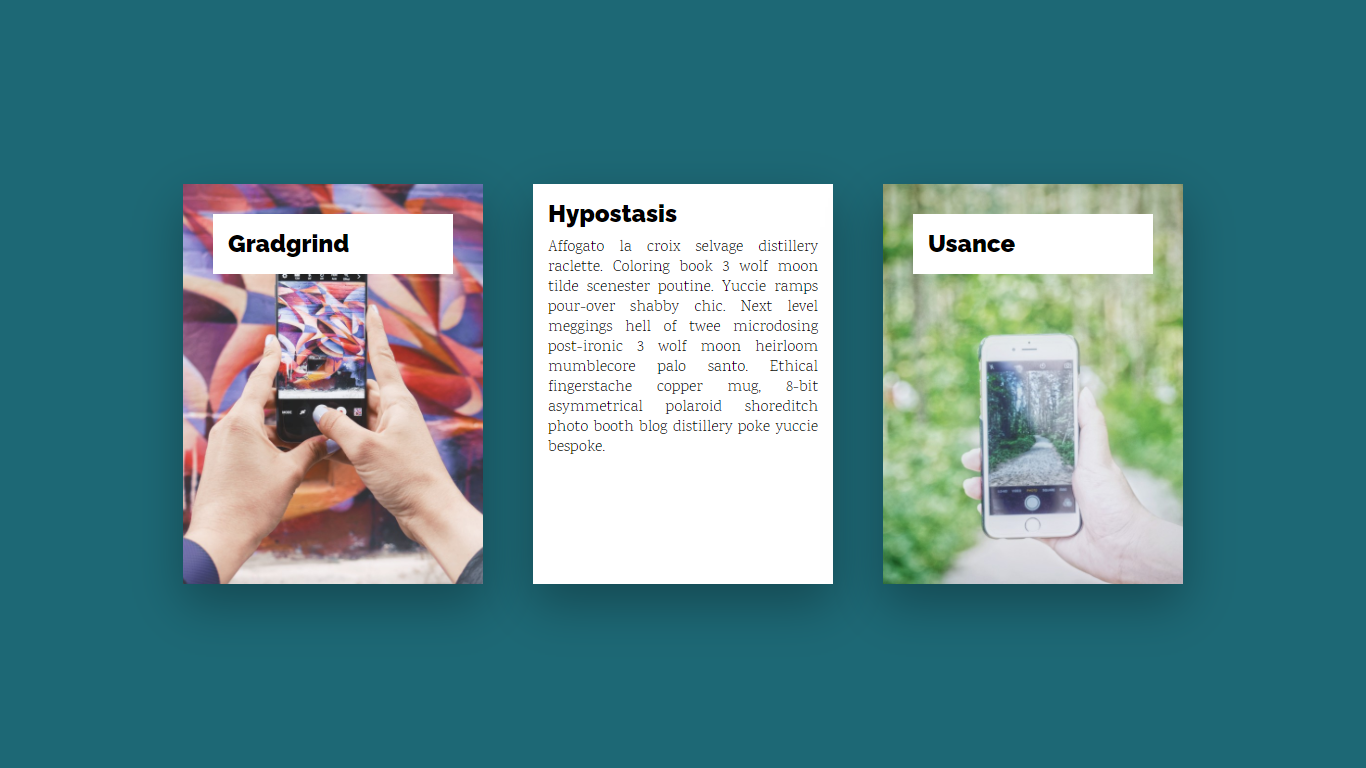 Gradgrind
Hypostasis
Affogato la croix selvage distillery
raclette. Coloring book 3 wolf moon
tilde scenester poutine. Yuccie ramps
pour-over shabby chic. Next level
meggings hell of twee microdosing
post-ironic 3 wolf moon heirloom
mumblecore palo santo. Ethical
fingerstache copper mug, 8-bit
asymmetrical polaroid shoreditch
photo booth blog distillery poke yuccie
bespoke.
Usance